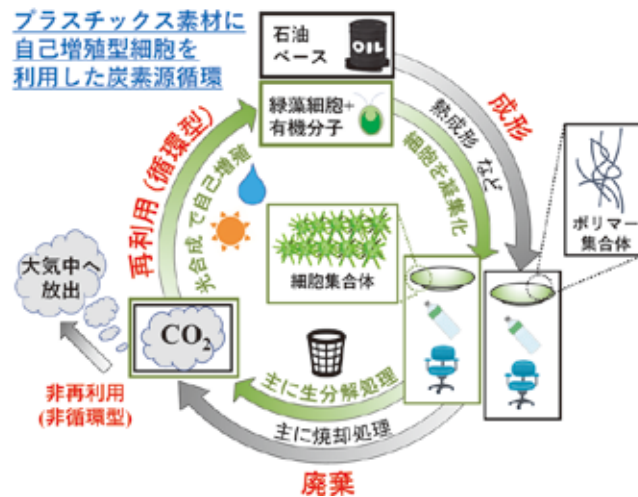 プラスチックス素材に
自己増殖型細胞を
利用した炭素源循環
石油
ベース
OIL
緑藻細胞+
有機分子
成形
熱成形 など
細胞を凝集化
再利用 (循環型)
光合成 で自己増殖
ポリマー
集合体
細胞集合体
大気中へ
放出
CO2
非再利用
(非循環型)
主に生分解処理
主に焼却処理
廃棄